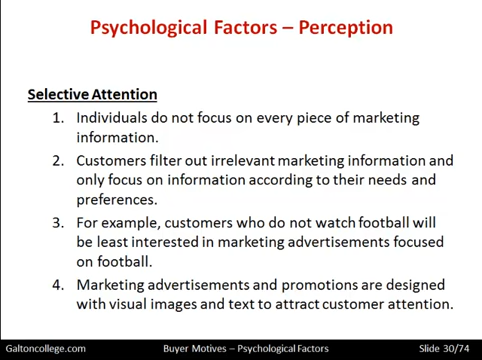 Psychological Factors – Perception
Selective Attention
1. Individuals do not focus on every piece of marketing
information.
2. Customers filter out irrelevant marketing information and
only focus on information according to their needs and
preferences.
3. For example, customers who do not watch football will
be least interested in marketing advertisements focused
on football.
4. Marketing advertisements and promotions are designed
with visual images and text to attract customer attention.
Galtoncollege.com Buyer Motives – Psychological Factors Slide 30/74